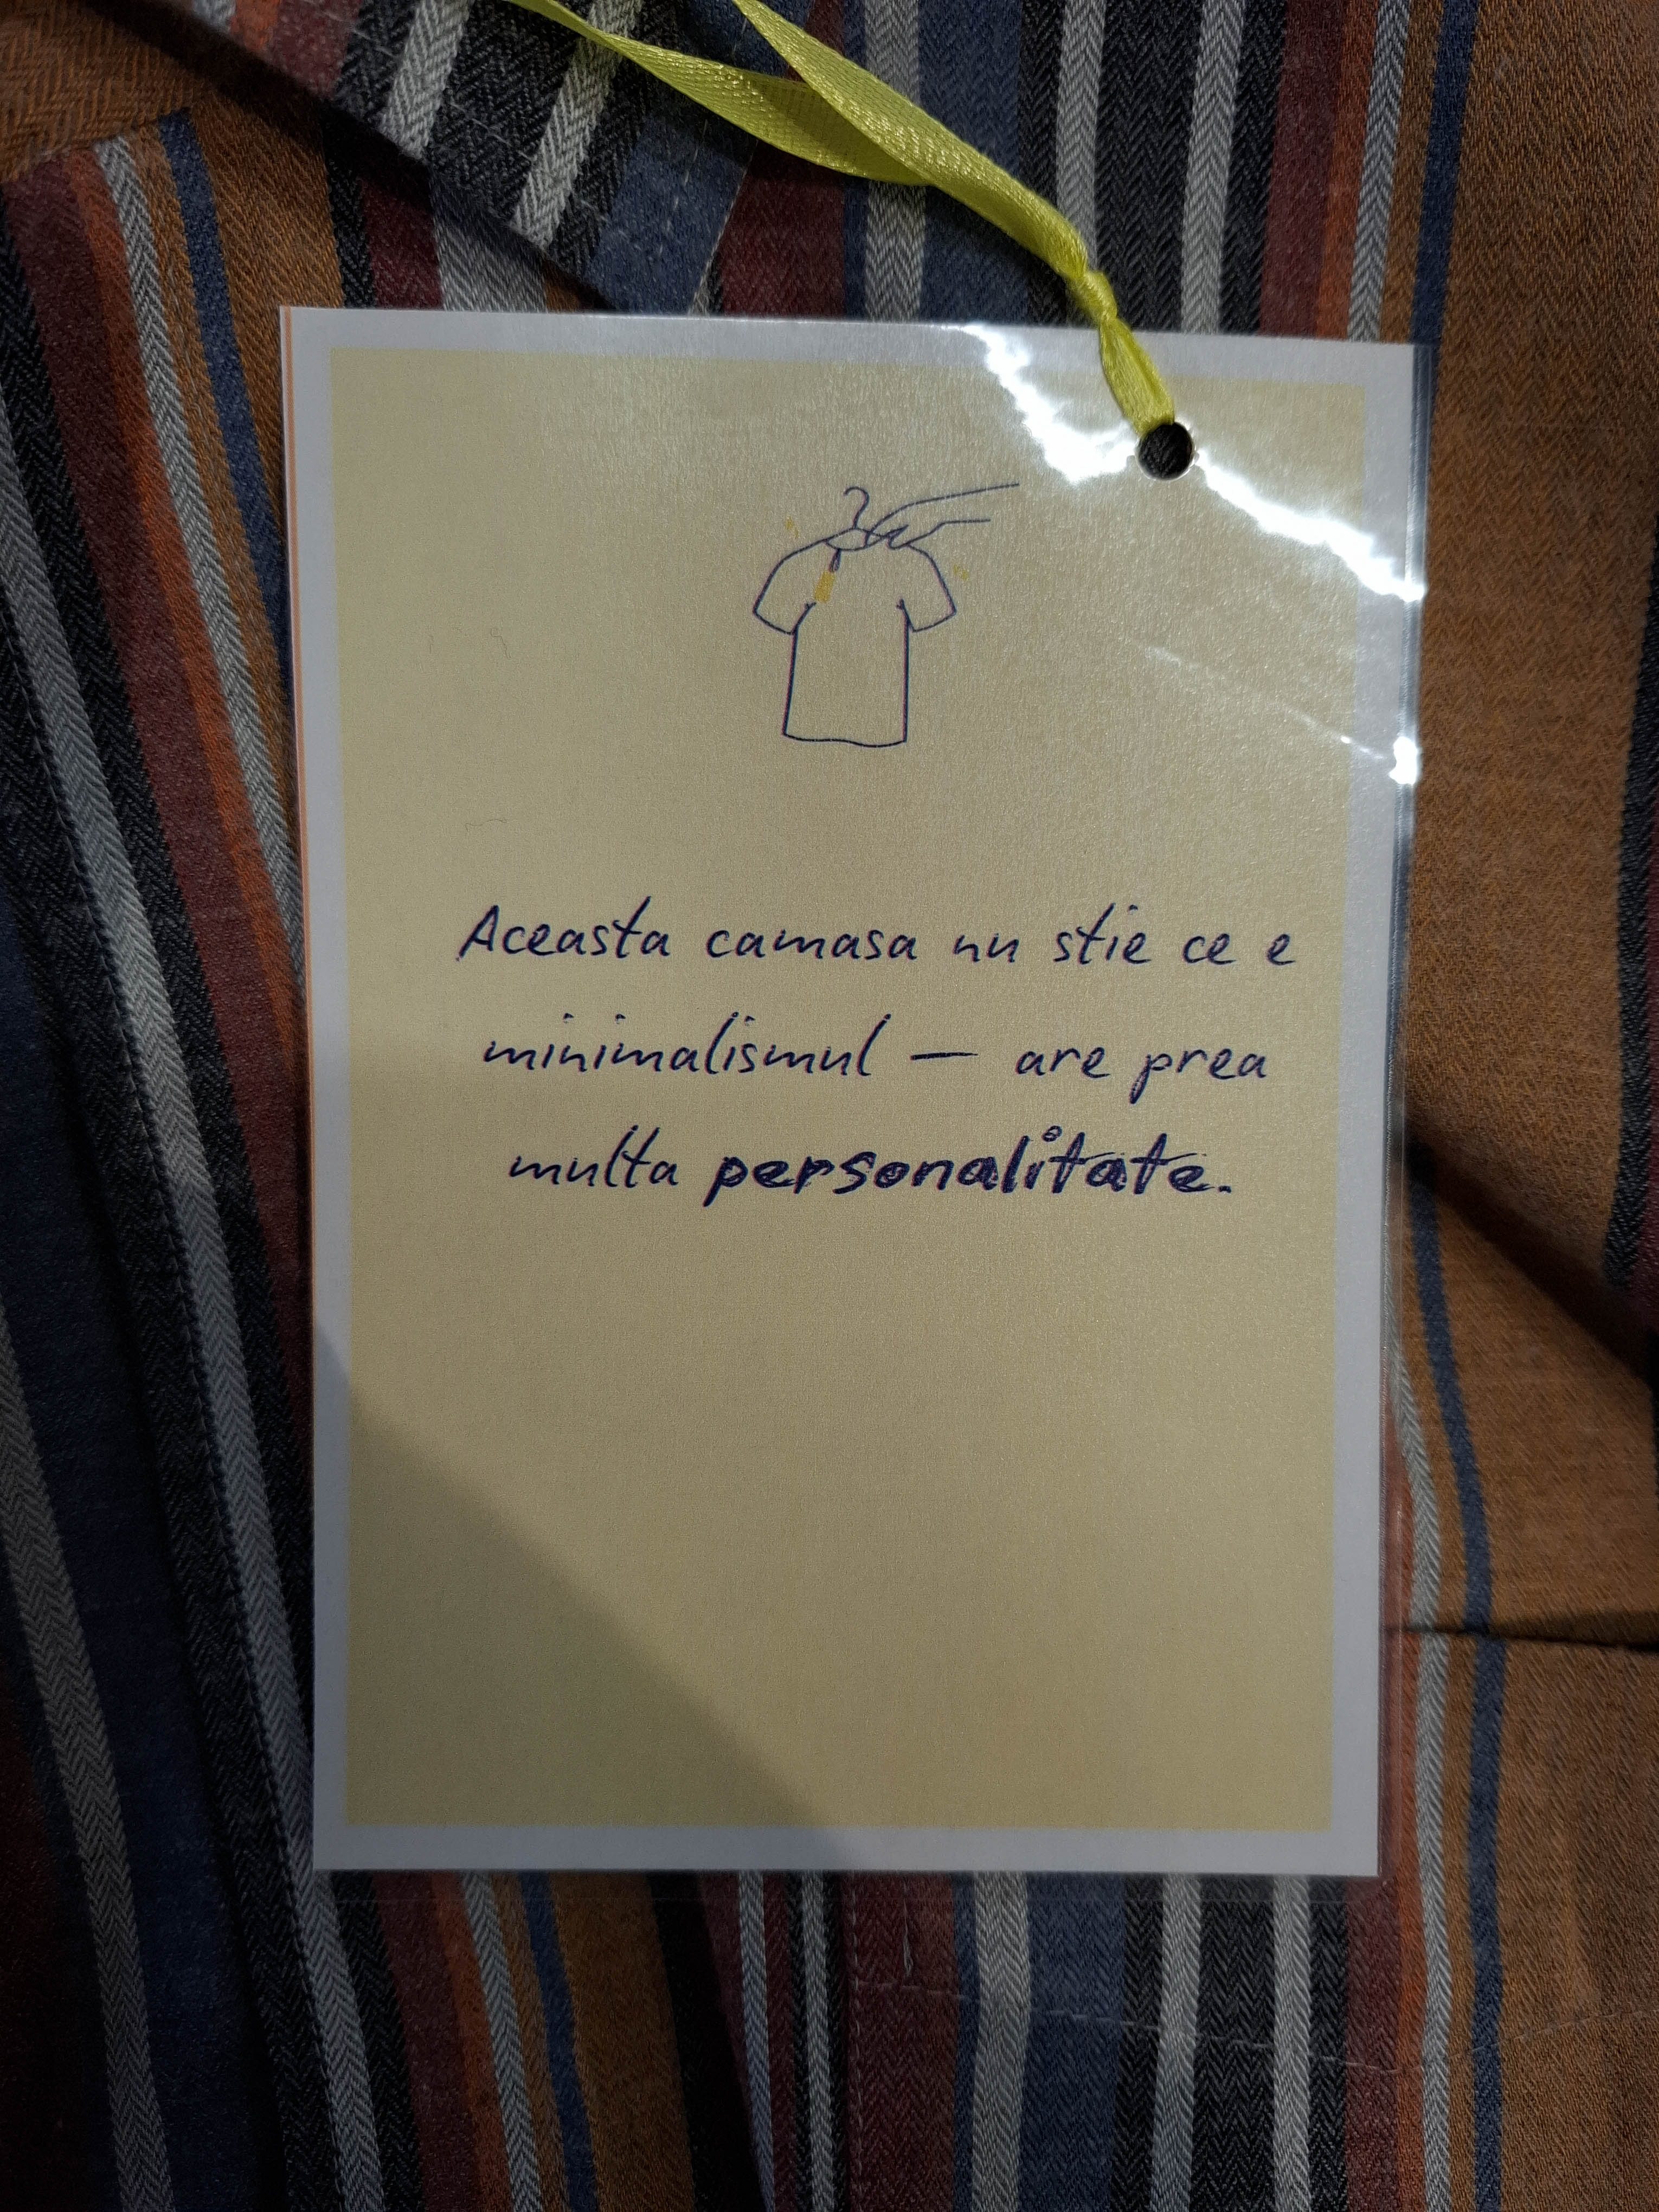 Aceasta camasa nu stie ce e
minimalismul — are prea
multa personalitate.